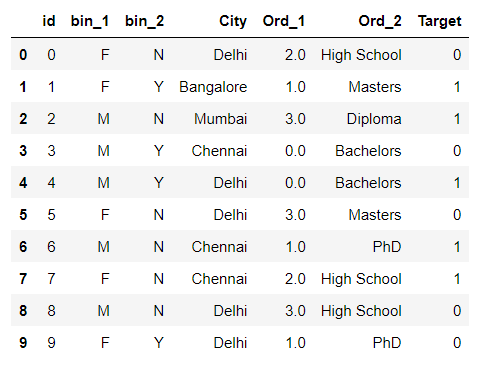 id bin_1 bin_2 City Ord_1 Ord_2 Target
0 0 F N Delhi 2.0 High School 0
1 1 F Y Bangalore 1.0 Masters 1
2 2 M N Mumbai 3.0 Diploma 1
3 3 M Y Chennai 0.0 Bachelors 0
4 4 M Y Delhi 0.0 Bachelors 1
5 5 F N Delhi 3.0 Masters 0
6 6 M N Chennai 1.0 PhD 1
7 7 F N Chennai 2.0 High School 1
8 8 M N Delhi 3.0 High School 0
9 9 F Y Delhi 1.0 PhD 0